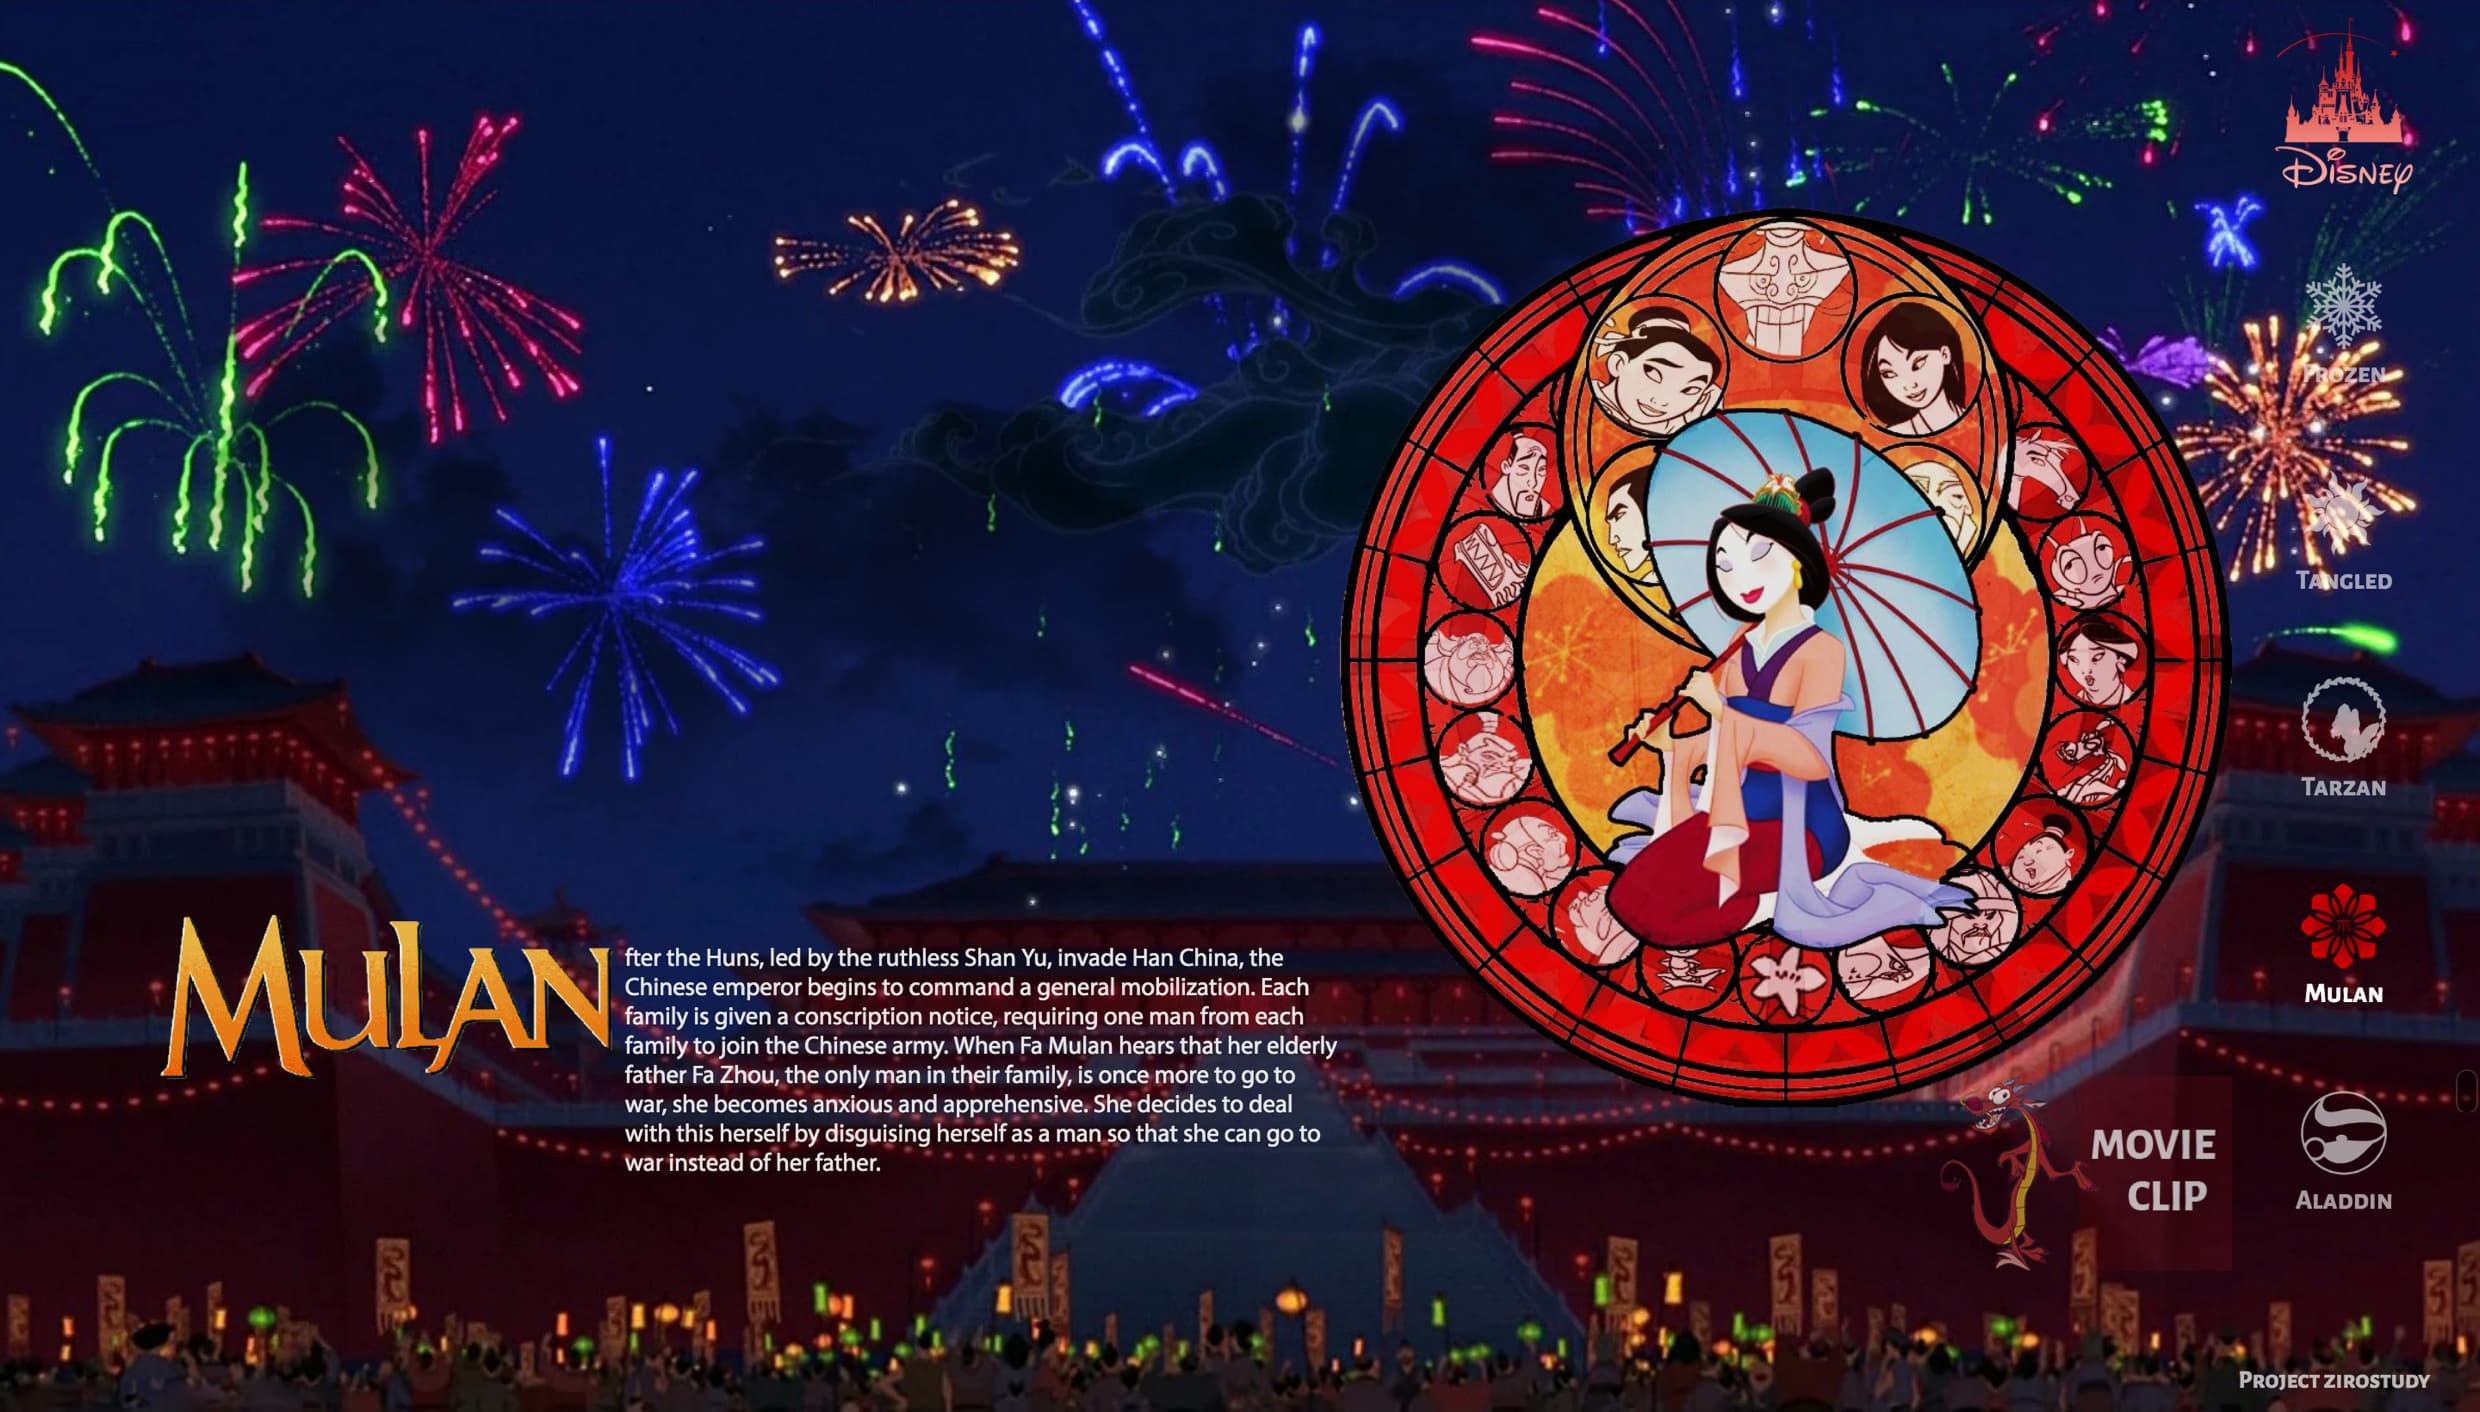 Disney
Frozen
Tangled
Tarzan
Mulan
Aladdin
MULAN
fter the Huns, led by the ruthless Shan Yu, invade Han China, the
Chinese emperor begins to command a general mobilization. Each
family is given a conscription notice, requiring one man from each
family to join the Chinese army. When Fa Mulan hears that her elderly
father Fa Zhou, the only man in their family, is once more to go to
war, she becomes anxious and apprehensive. She decides to deal
with this herself by disguising herself as a man so that she can go to
war instead of her father.
MOVIE
CLIP
Project zirostudy